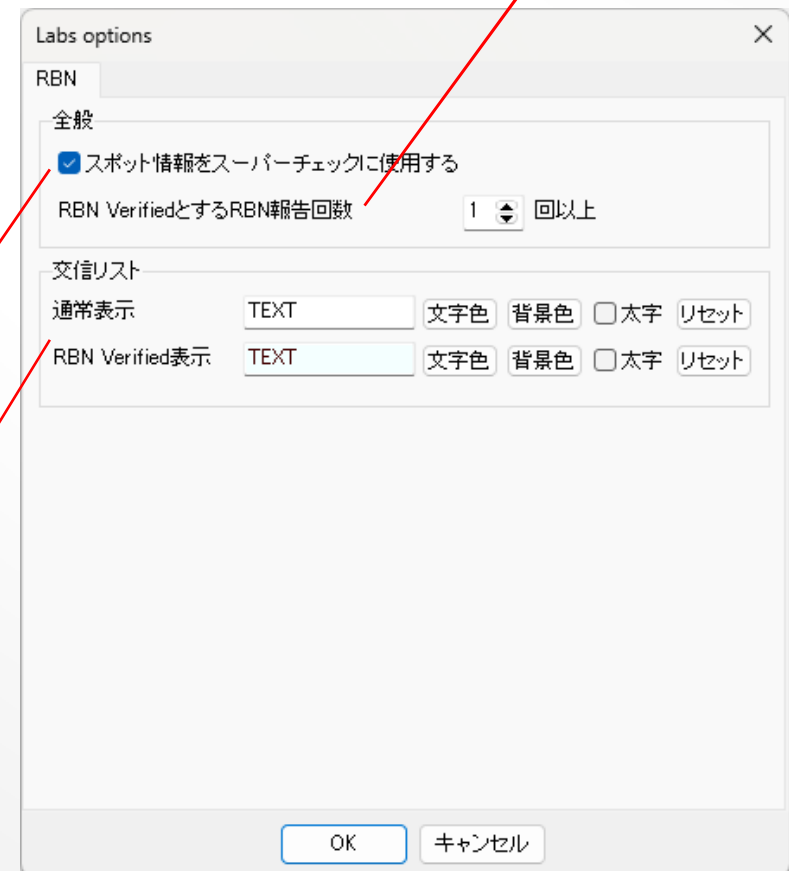 Labs options
RBN
全般
スポット情報をスーパーチェックに使用する
RBN VerifiedとするRBN報告回数 1 回以上
交信リスト
通常表示 TEXT 文字色 背景色 太字 リセット
RBN Verified表示 TEXT 文字色 背景色 太字 リセット
OK キャンセル